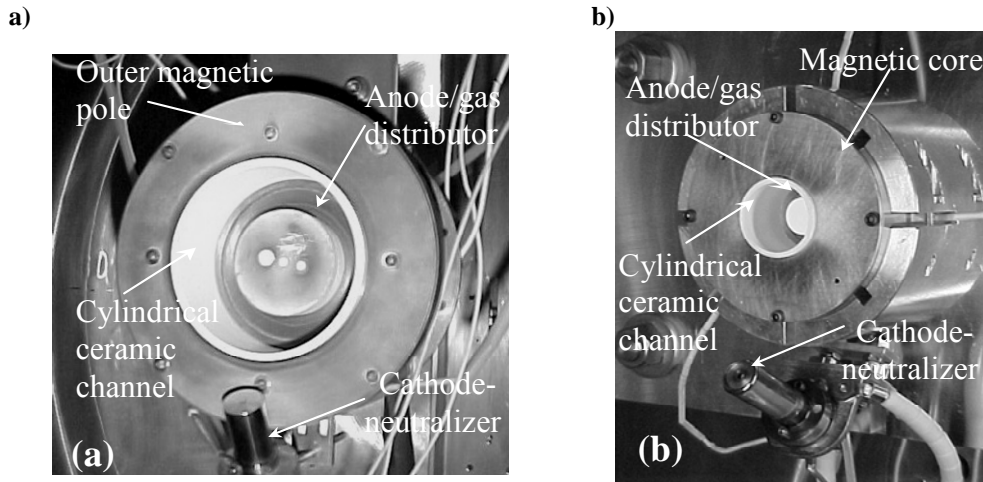 a)
Outer magnetic
pole
Anode/gas
distributor
Cylindrical
ceramic
channel
Cathode-
neutralizer
(a)
b)
Magnetic core
Anode/gas
distributor
Cylindrical
ceramic
channel
Cathode-
neutralizer
(b)